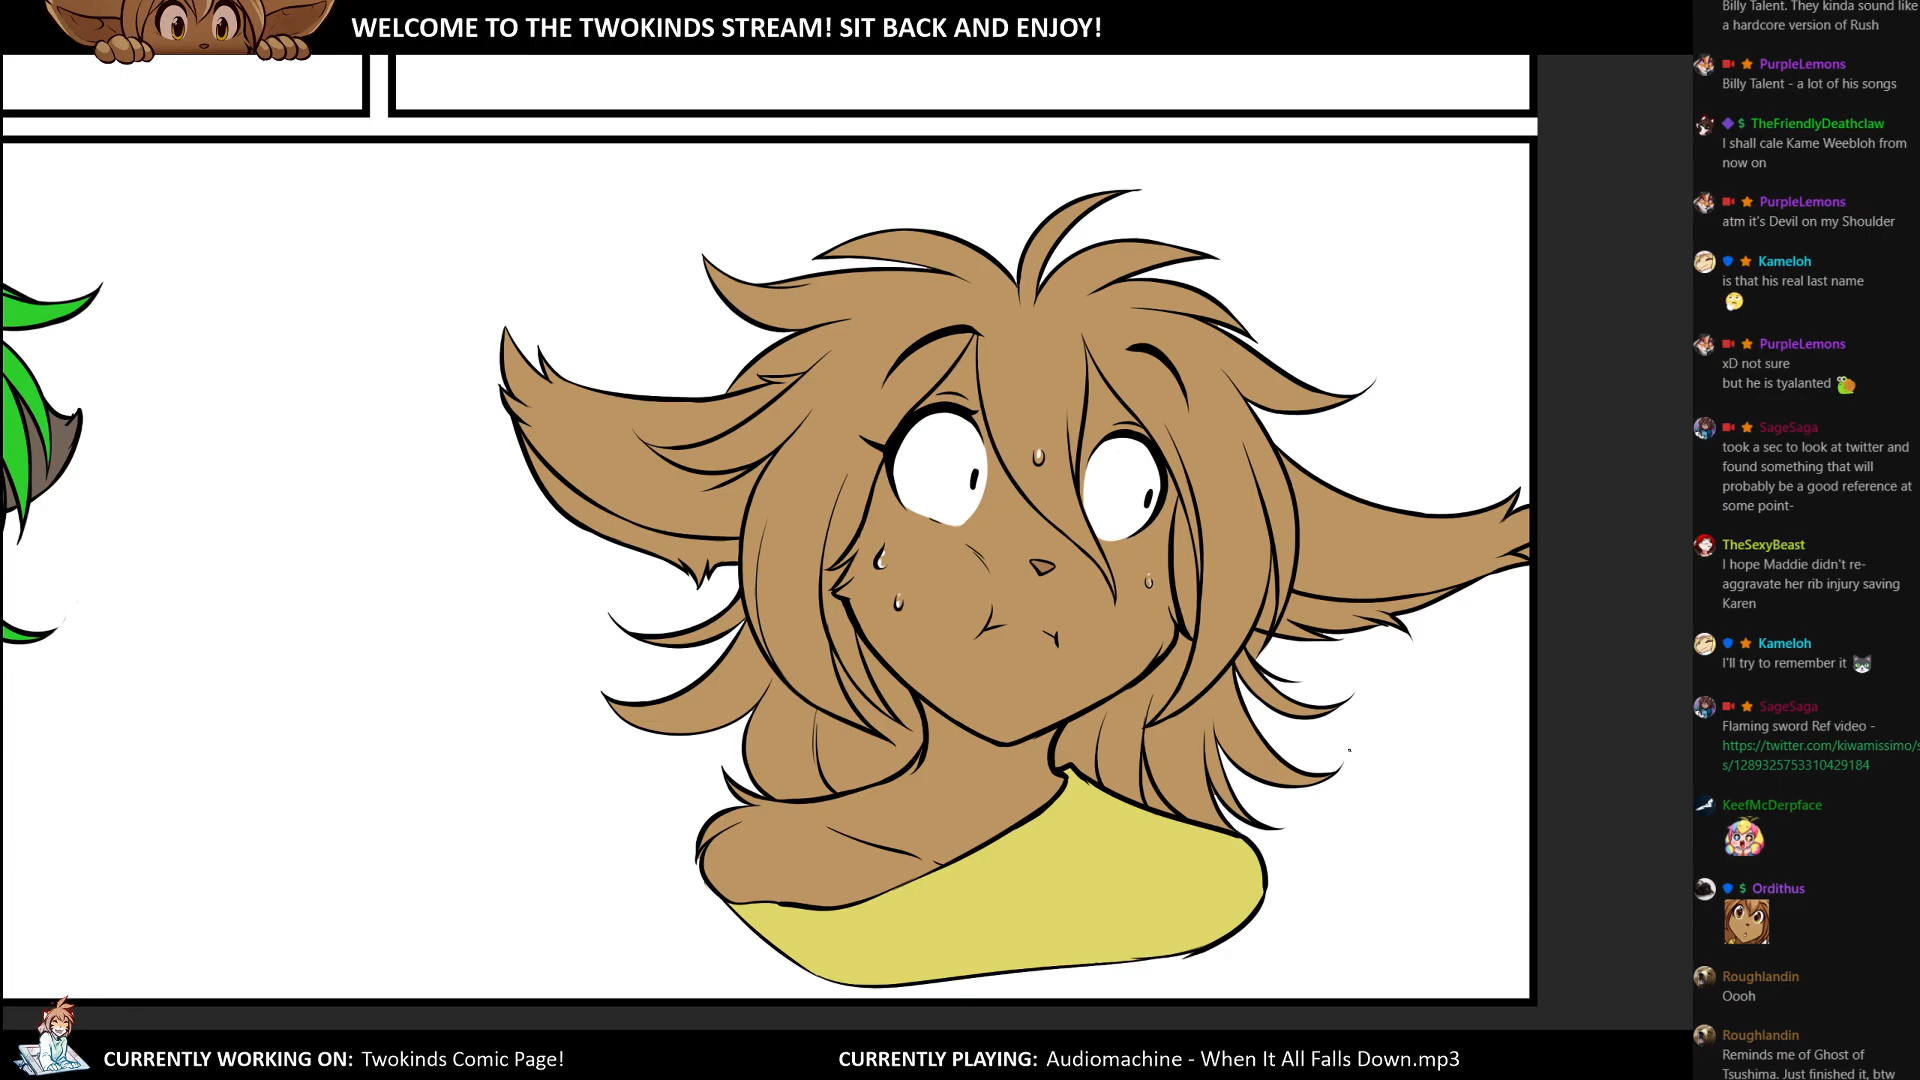 WELCOME TO THE TWOKINDS STREAM! SIT BACK AND ENJOY!
Billy Talent. They kinda sound like
a hardcore version of Rush
PurpleLemons
Billy Talent - a lot of his songs
TheFriendlyDeathclaw
I shall cale Kame Weebloh from
now on
PurpleLemons
atm it's Devil on my Shoulder
Kameloh
is that his real last name
PurpleLemons
xD not sure
but he is tyalanted
SageSaga
took a sec to look at twitter and
found something that will
probably be a good reference at
some point-
TheSexyBeast
I hope Maddie didn't re-
aggravate her rib injury saving
Karen
Kameloh
I'll try to remember it
SageSaga
Flaming sword Ref video -
https://twitter.com/kiwamissimo/s
s/1289325753310429184
KeefMcDerpface
Ordithus
Roughlandin
Oooh
Roughlandin
Reminds me of Ghost of
Tsushima. Just finished it, btw
CURRENTLY WORKING ON: Twokinds Comic Page!
CURRENTLY PLAYING: Audiomachine - When It All Falls Down.mp3